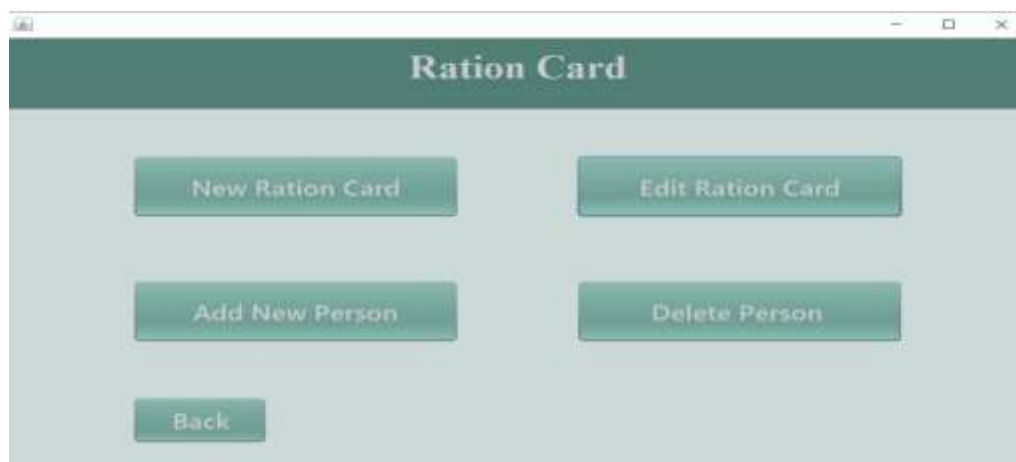 Ration Card
New Ration Card
Edit Ration Card
Add New Person
Delete Person
Back